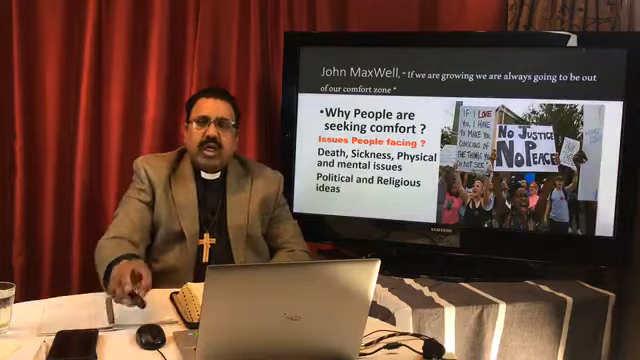 John MaxWell, " If we are growing we are always going to be out
of our comfort zone "
•Why People are
seeking comfort ?
Issues People facing ?
Death, Sickness, Physical
and mental issues
Political and Religious
ideas
IF I LOVE
YOU, I HAVE
TO MAKE YOU
CONSCIOUS OF
THE THINGS YOU
DON'T SEE
NO JUSTICE
NO PEACE
SAMSUNG
DELL